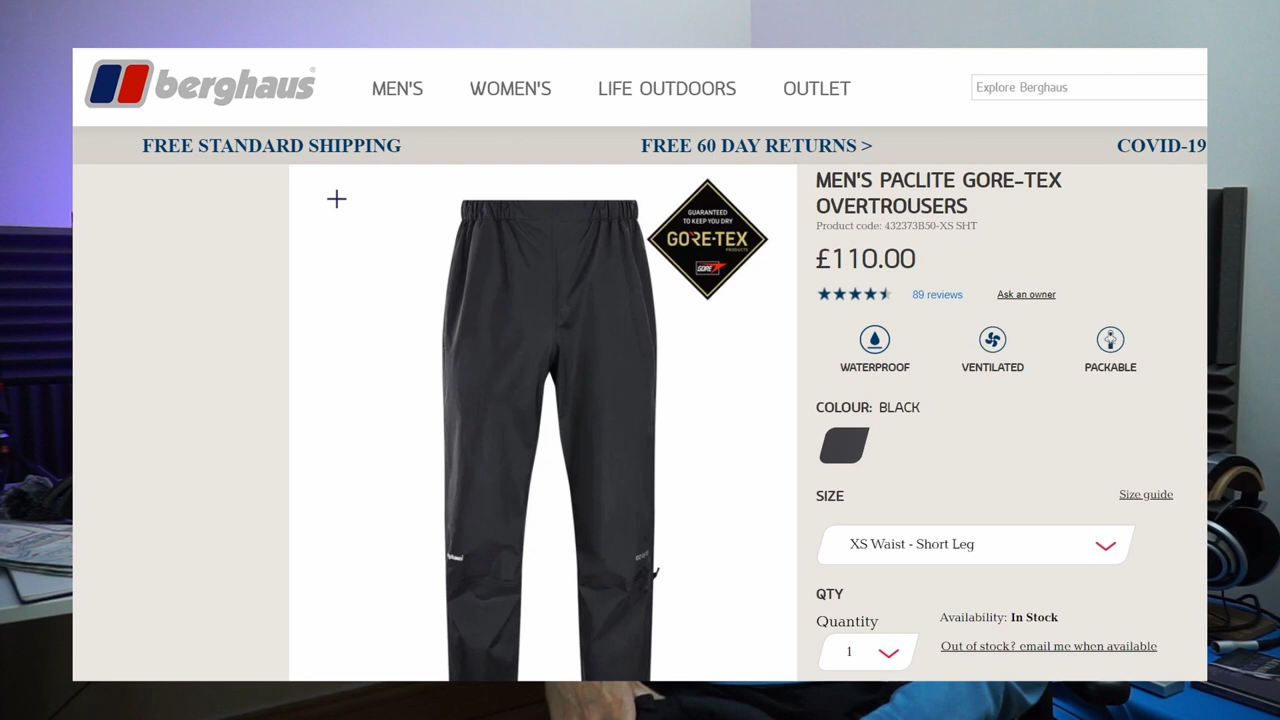 berghaus
MEN'S
WOMEN'S
LIFE OUTDOORS
OUTLET
Explore Berghaus
FREE STANDARD SHIPPING
FREE 60 DAY RETURNS >
COVID-19
GUARANTEED
TO KEEP YOU DRY
GORE-TEX
PRODUCTS
GORE
MEN'S PACLITE GORE-TEX
OVERTROUSERS
Product code: 432373B50-XS SHT
£110.00
89 reviews
Ask an owner
WATERPROOF
VENTILATED
PACKABLE
COLOUR: BLACK
SIZE
Size guide
XS Waist - Short Leg
QTY
Quantity
Availability: In Stock
1
Out of stock? email me when available